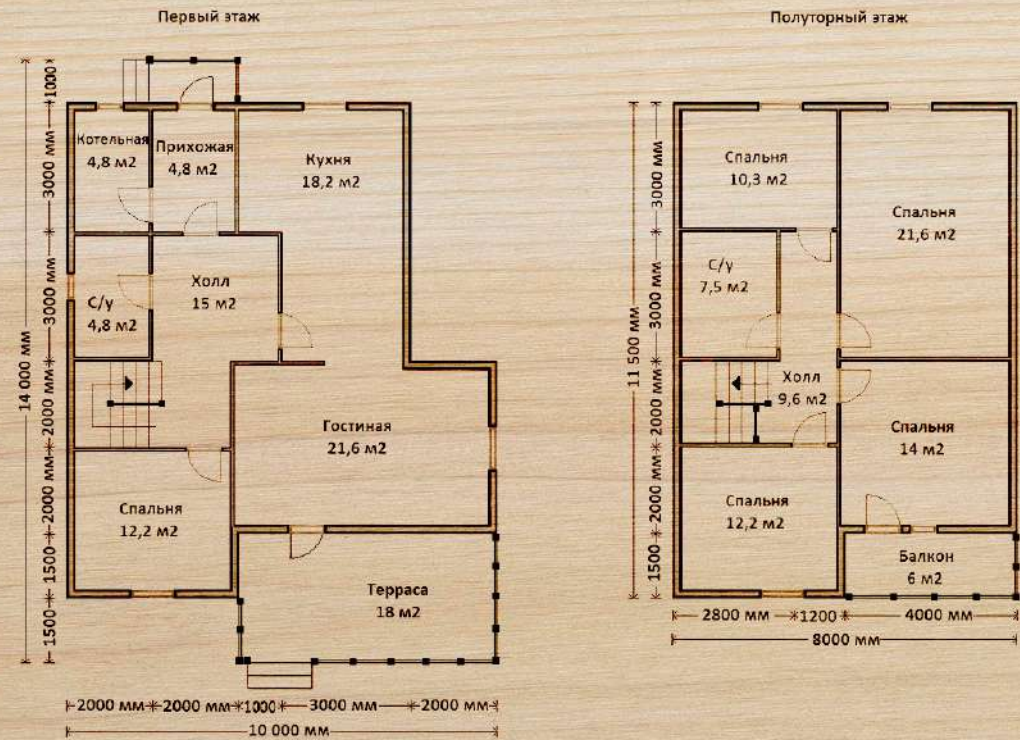 Первый этаж
Котельная
4,8 м2
Прихожая
4,8 м2
Кухня
18,2 м2
С/у
4,8 м2
Холл
15 м2
Гостиная
21,6 м2
Спальня
12,2 м2
Терраса
18 м2
1000
3000 мм
3000 мм
2000 мм
2000 мм
1500
1500
14 000 мм
2000 мм
2000 мм
1000
3000 мм
2000 мм
10 000 мм
Полуторный этаж
Спальня
10,3 м2
Спальня
21,6 м2
С/у
7,5 м2
Холл
9,6 м2
Спальня
14 м2
Спальня
12,2 м2
Балкон
6 м2
3000 мм
3000 мм
2000 мм
2000 мм
1500
11 500 мм
2800 мм
1200
4000 мм
8000 мм